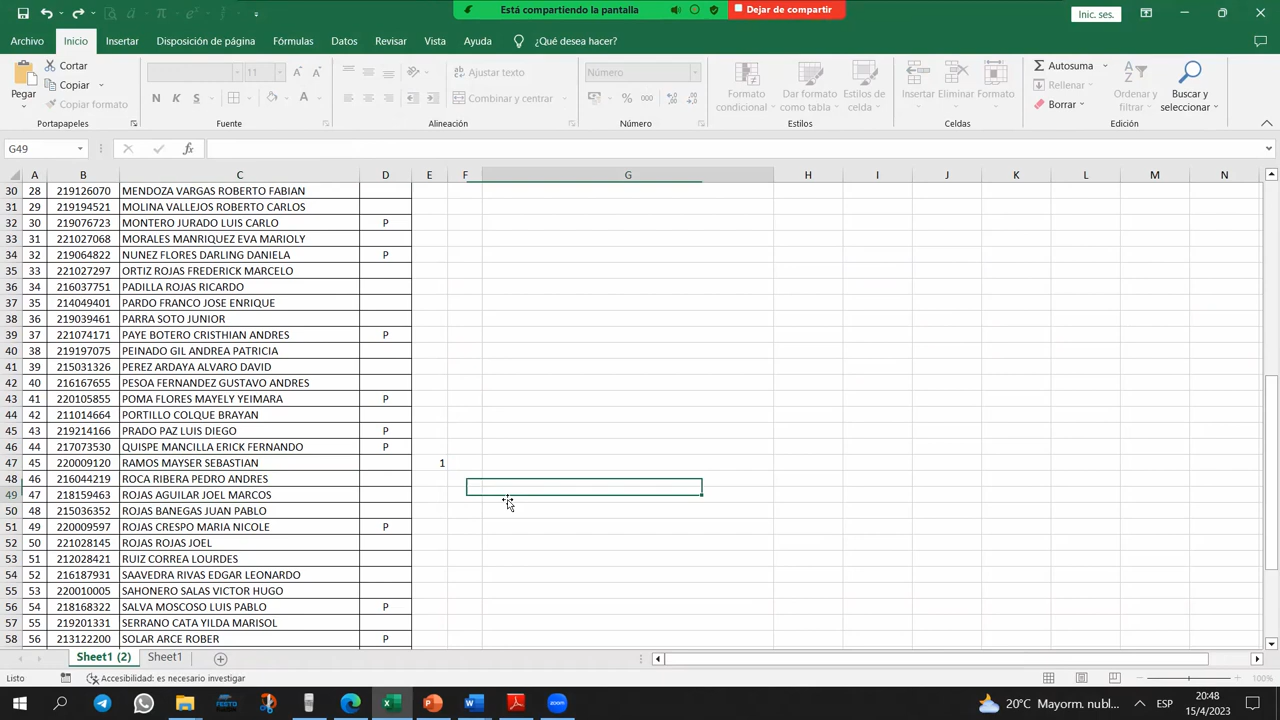 Está compartiendo la pantalla
Dejar de compartir
Inic. ses.
Archivo Inicio Insertar Disposición de página Fórmulas Datos Revisar Vista Ayuda ¿Qué desea hacer?
Pegar
Cortar
Copiar
Copiar formato
Portapapeles
11
N K S
Fuente
Ajustar texto
Combinar y centrar
Alineación
Número
% 000
Número
Formato condicional
Dar formato como tabla
Estilos de celda
Estilos
Insertar Eliminar Formato
Celdas
Autosuma
Rellenar
Borrar
Ordenar y filtrar
Buscar y seleccionar
Edición
G49 fx
A B C D E F G H I J K L M N
30 28 219126070 MENDOZA VARGAS ROBERTO FABIAN
31 29 219194521 MOLINA VALLEJOS ROBERTO CARLOS
32 30 219076723 MONTERO JURADO LUIS CARLO P
33 31 221027068 MORALES MANRIQUEZ EVA MARIOLY
34 32 219064822 NUNEZ FLORES DARLING DANIELA P
35 33 221027297 ORTIZ ROJAS FREDERICK MARCELO
36 34 216037751 PADILLA ROJAS RICARDO
37 35 214049401 PARDO FRANCO JOSE ENRIQUE
38 36 219039461 PARRA SOTO JUNIOR
39 37 221074171 PAYE BOTERO CRISTHIAN ANDRES P
40 38 219197075 PEINADO GIL ANDREA PATRICIA
41 39 215031326 PEREZ ARDAYA ALVARO DAVID
42 40 216167655 PESOA FERNANDEZ GUSTAVO ANDRES
43 41 220105855 POMA FLORES MAYELY YEIMARA P
44 42 211014664 PORTILLO COLQUE BRAYAN
45 43 219214166 PRADO PAZ LUIS DIEGO P
46 44 217073530 QUISPE MANCILLA ERICK FERNANDO P
47 45 220009120 RAMOS MAYSER SEBASTIAN 1
48 46 216044219 ROCA RIBERA PEDRO ANDRES
49 47 218159463 ROJAS AGUILAR JOEL MARCOS
50 48 215036352 ROJAS BANEGAS JUAN PABLO
51 49 220009597 ROJAS CRESPO MARIA NICOLE P
52 50 221028145 ROJAS ROJAS JOEL
53 51 212028421 RUIZ CORREA LOURDES
54 52 216187931 SAAVEDRA RIVAS EDGAR LEONARDO
55 53 220010005 SAHONERO SALAS VICTOR HUGO
56 54 218168322 SALVA MOSCOSO LUIS PABLO P
57 55 219201331 SERRANO CATA YILDA MARISOL
58 56 213122200 SOLAR ARCE ROBER P
Sheet1 (2) Sheet1
Listo Accesibilidad: es necesario investigar 100%
FESTO
zoom
20°C Mayorm. nubl... ESP
20:48
15/4/2023